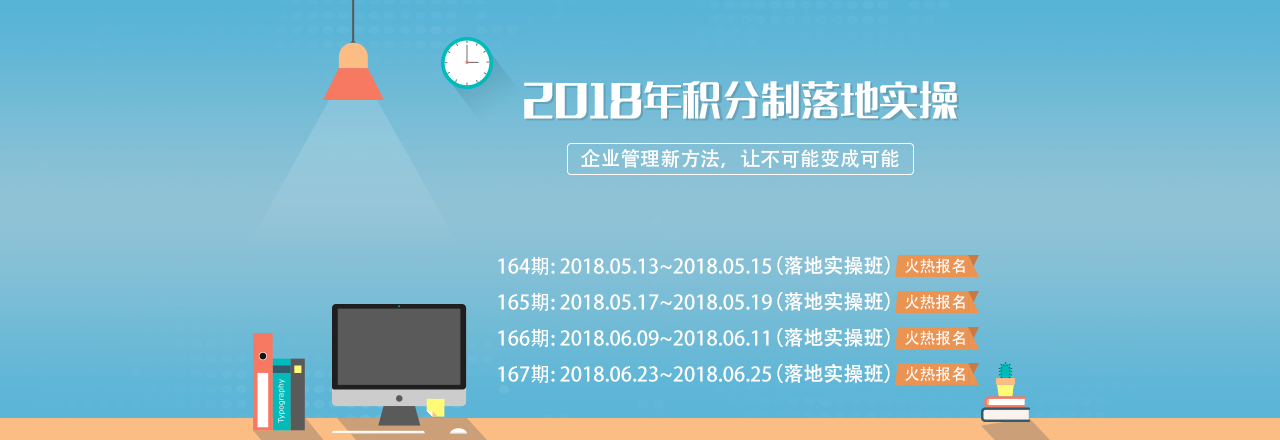 2018年积分制落地实操
企业管理新方法，让不可能变成可能
164期: 2018.05.13~2018.05.15（落地实操班） 火热报名
165期: 2018.05.17~2018.05.19（落地实操班） 火热报名
166期: 2018.06.09~2018.06.11（落地实操班） 火热报名
167期: 2018.06.23~2018.06.25（落地实操班） 火热报名
Typography